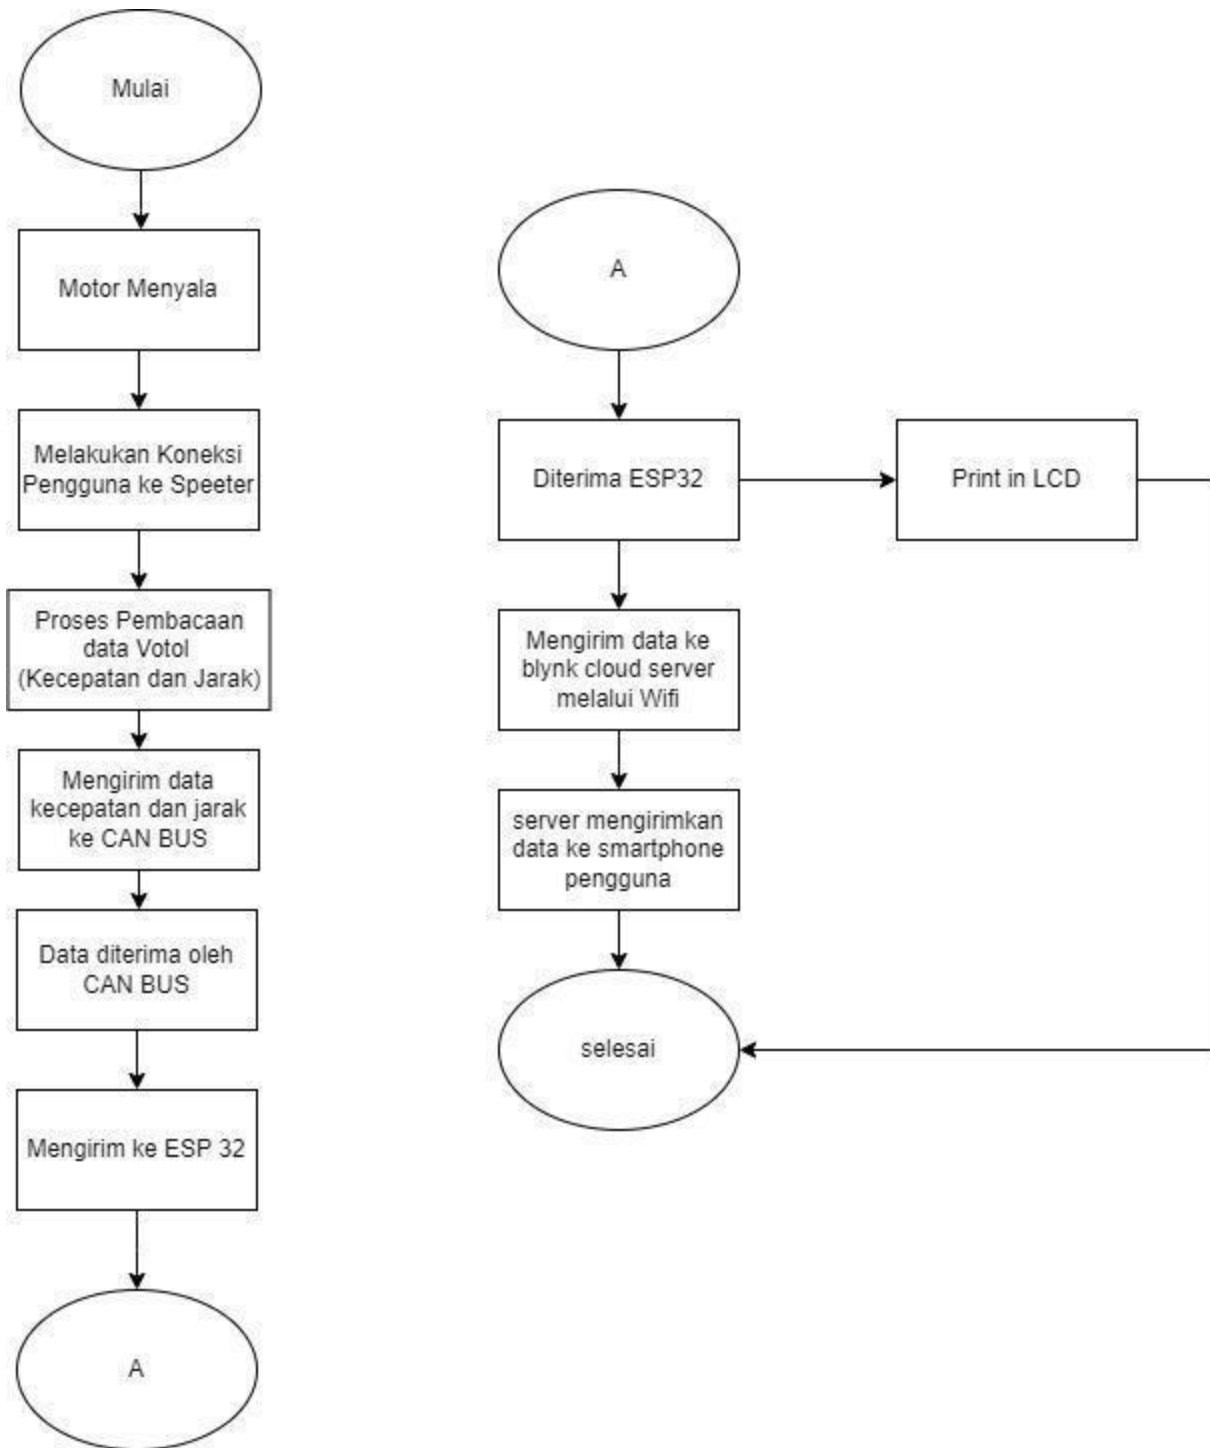 Mulai
Motor Menyala
Melakukan Koneksi
Pengguna ke Speeter
Proses Pembacaan
data Votol
(Kecepatan dan Jarak)
Mengirim data
kecepatan dan jarak
ke CAN BUS
Data diterima oleh
CAN BUS
Mengirim ke ESP 32
A
A
Diterima ESP32
Print in LCD
Mengirim data ke
blynk cloud server
melalui Wifi
server mengirimkan
data ke smartphone
pengguna
selesai